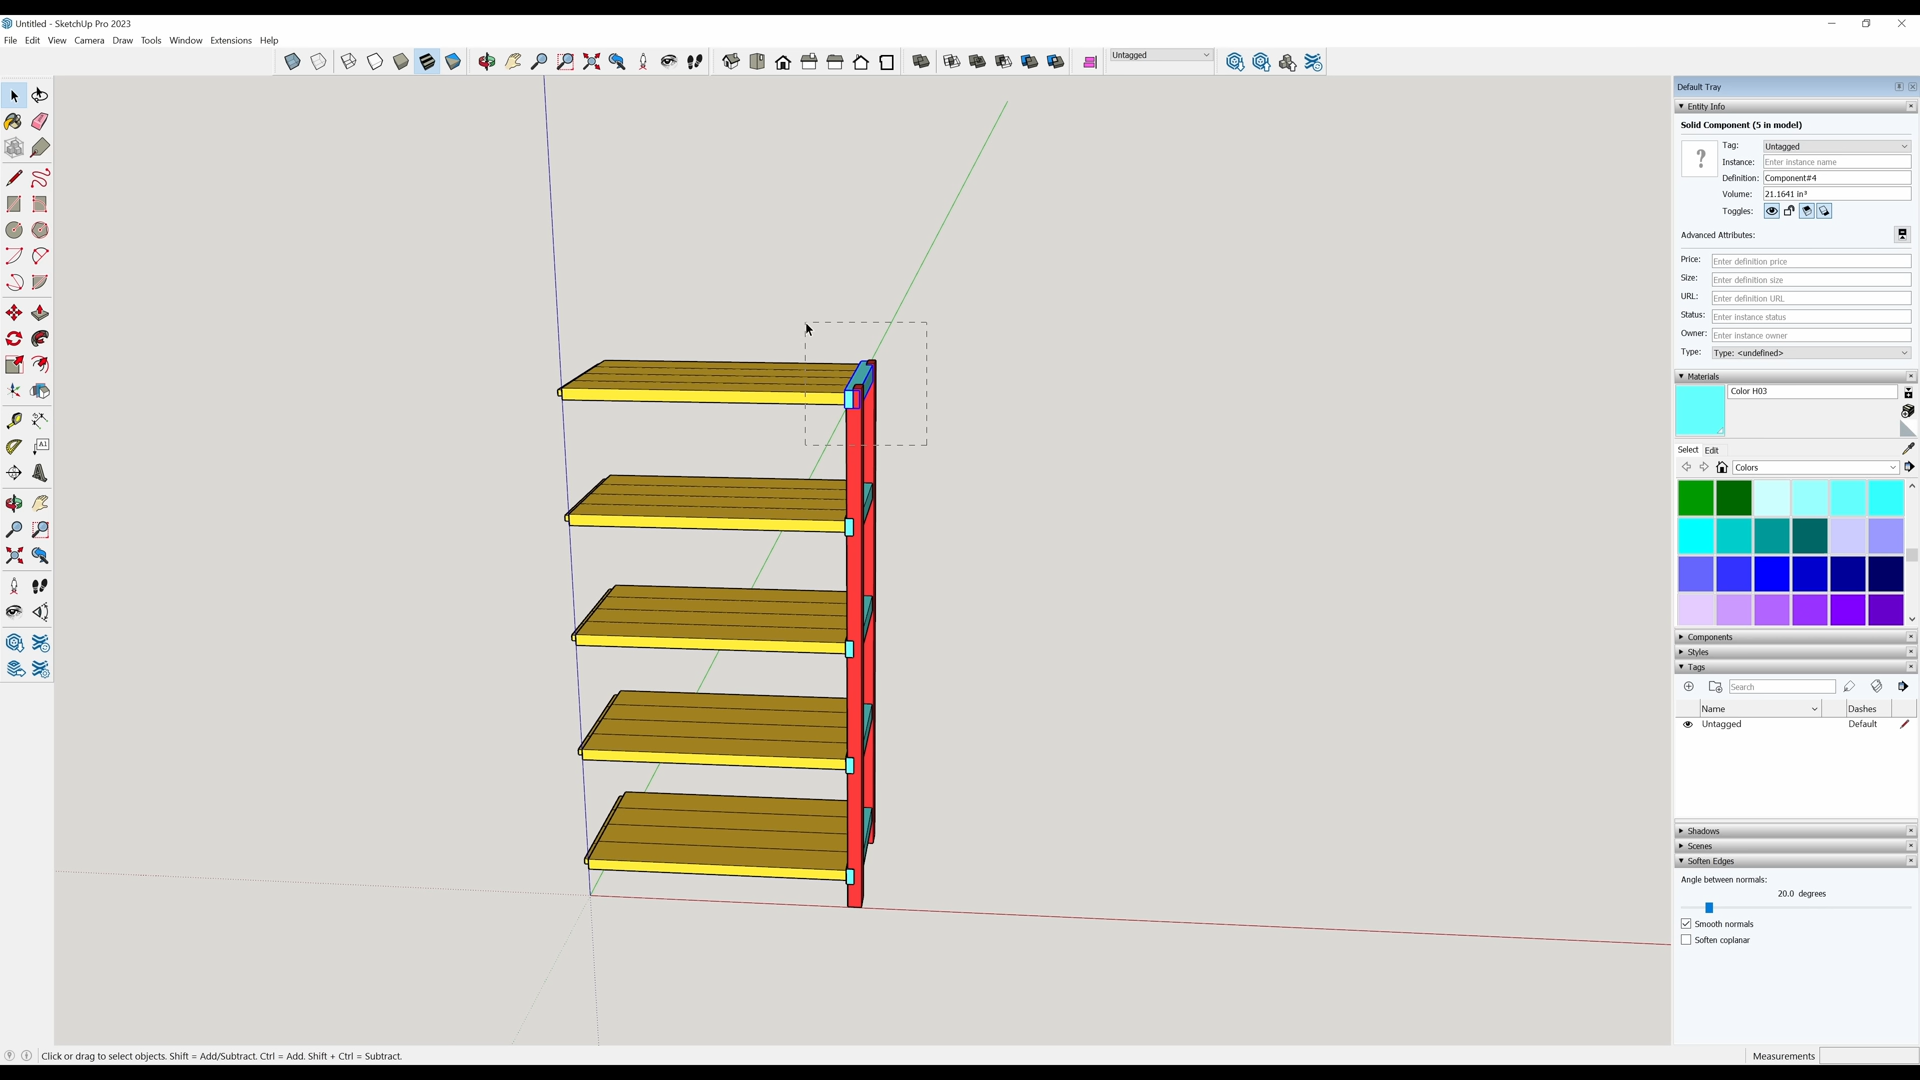 Untitled - SketchUp Pro 2023
File Edit View Camera Draw Tools Window Extensions Help
Untagged
Default Tray
Entity Info
Solid Component (5 in model)
?
Tag: Untagged
Instance: Enter instance name
Definition: Component#4
Volume: 21.1641 in³
Toggles:
Advanced Attributes:
Price: Enter definition price
Size: Enter definition size
URL: Enter definition URL
Status: Enter instance status
Owner: Enter instance owner
Type: Type: <undefined>
Materials
Color H03
Select Edit
Colors
A1
Components
Styles
Tags
Search
Name Dashes
Untagged Default
Shadows
Scenes
Soften Edges
Angle between normals:
20.0 degrees
Smooth normals
Soften coplanar
Click or drag to select objects. Shift = Add/Subtract. Ctrl = Add. Shift + Ctrl = Subtract.
Measurements